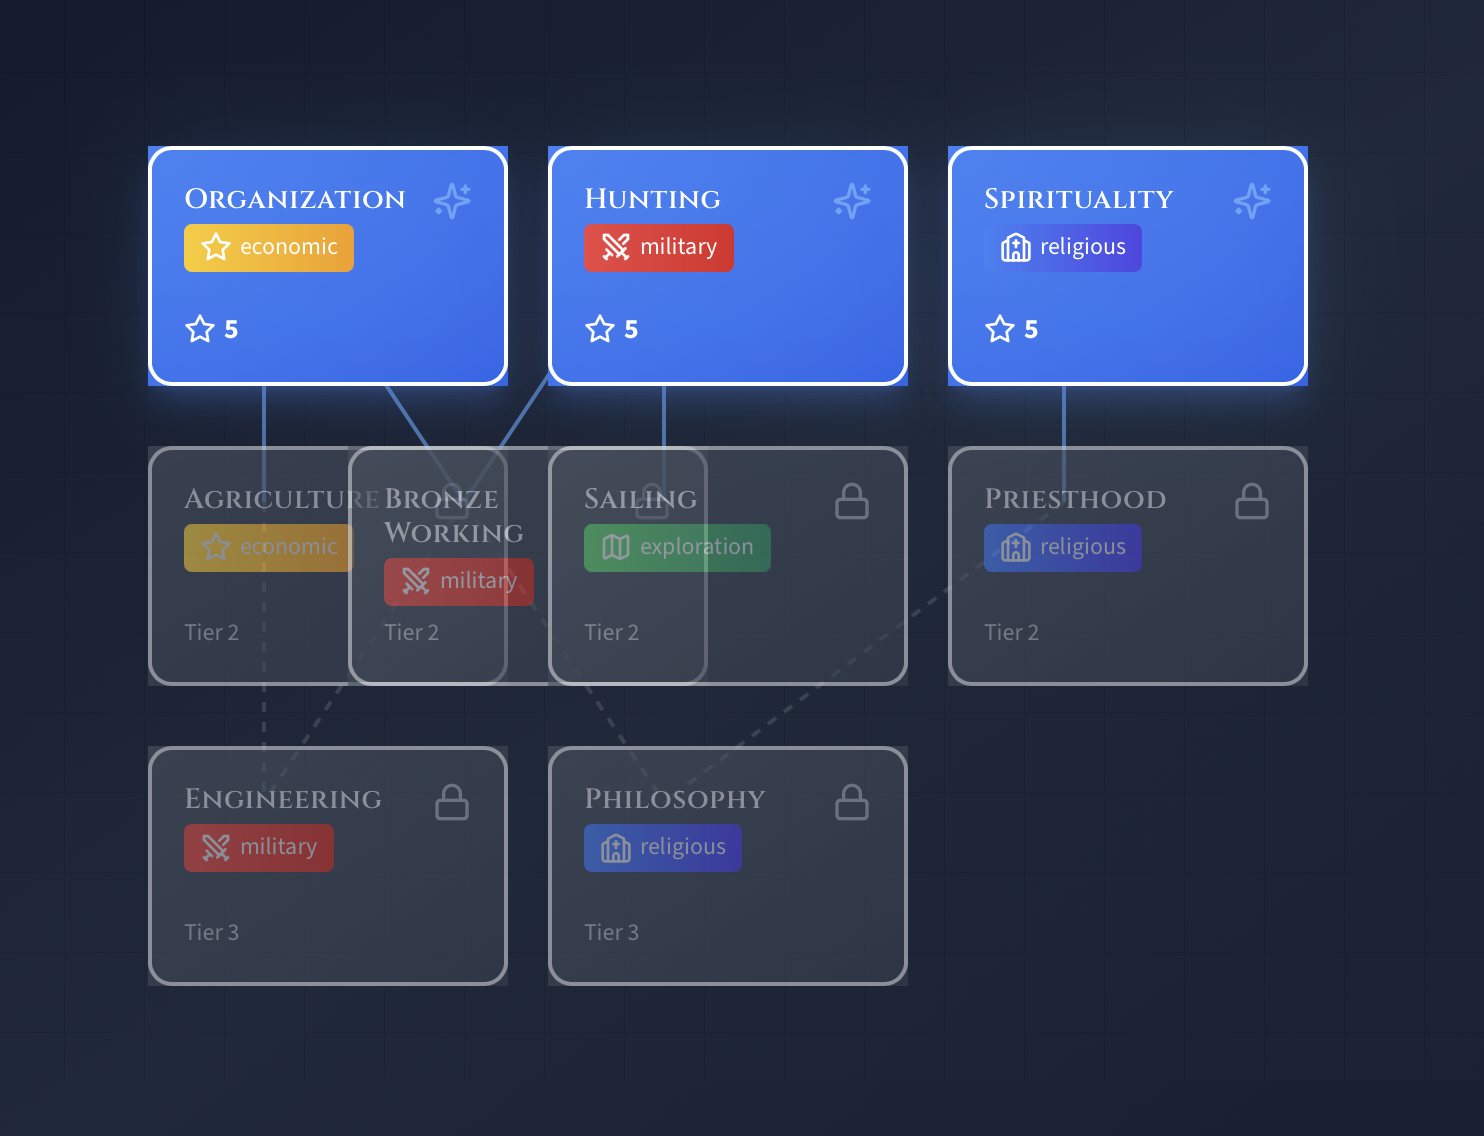 Organization
economic
5
Hunting
military
5
Spirituality
religious
5
Agriculture
economic
Tier 2
Bronze
Working
military
Tier 2
Sailing
exploration
Tier 2
Priesthood
religious
Tier 2
Engineering
military
Tier 3
Philosophy
religious
Tier 3